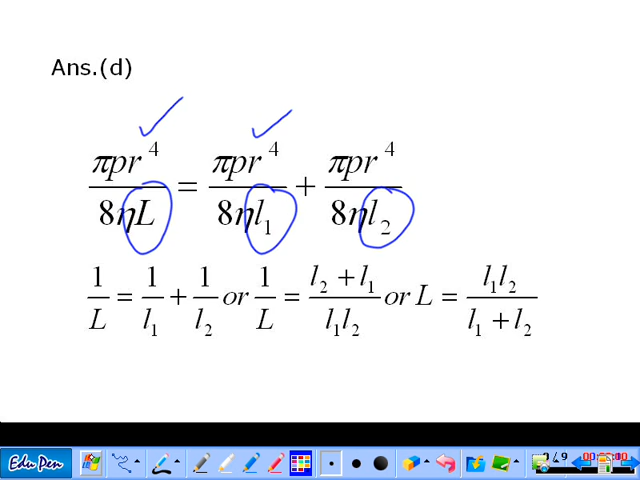 Ans.(d)
πpr⁴/8ηL = πpr⁴/8ηl₁ + πpr⁴/8ηl₂
1/L = 1/l₁ + 1/l₂ or 1/L = l₂ + l₁/l₁l₂ or L = l₁l₂/l₁ + l₂
Edu Pen